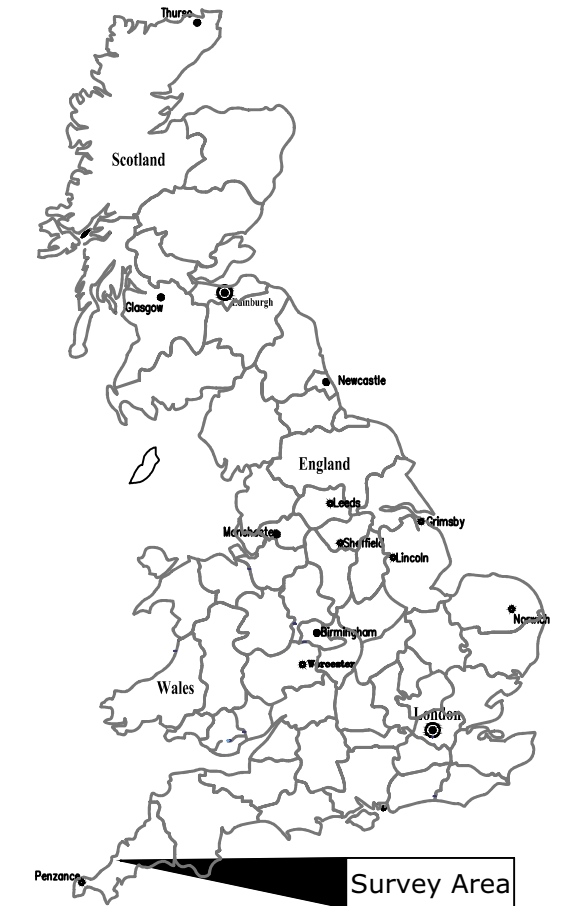 Thurso
Scotland
Edinburgh
Glasgow
Newcastle
England
Leeds
Grimsby
Manchester
Sheffield
Lincoln
Norwich
Birmingham
Worcester
Wales
London
Penzance
Survey Area